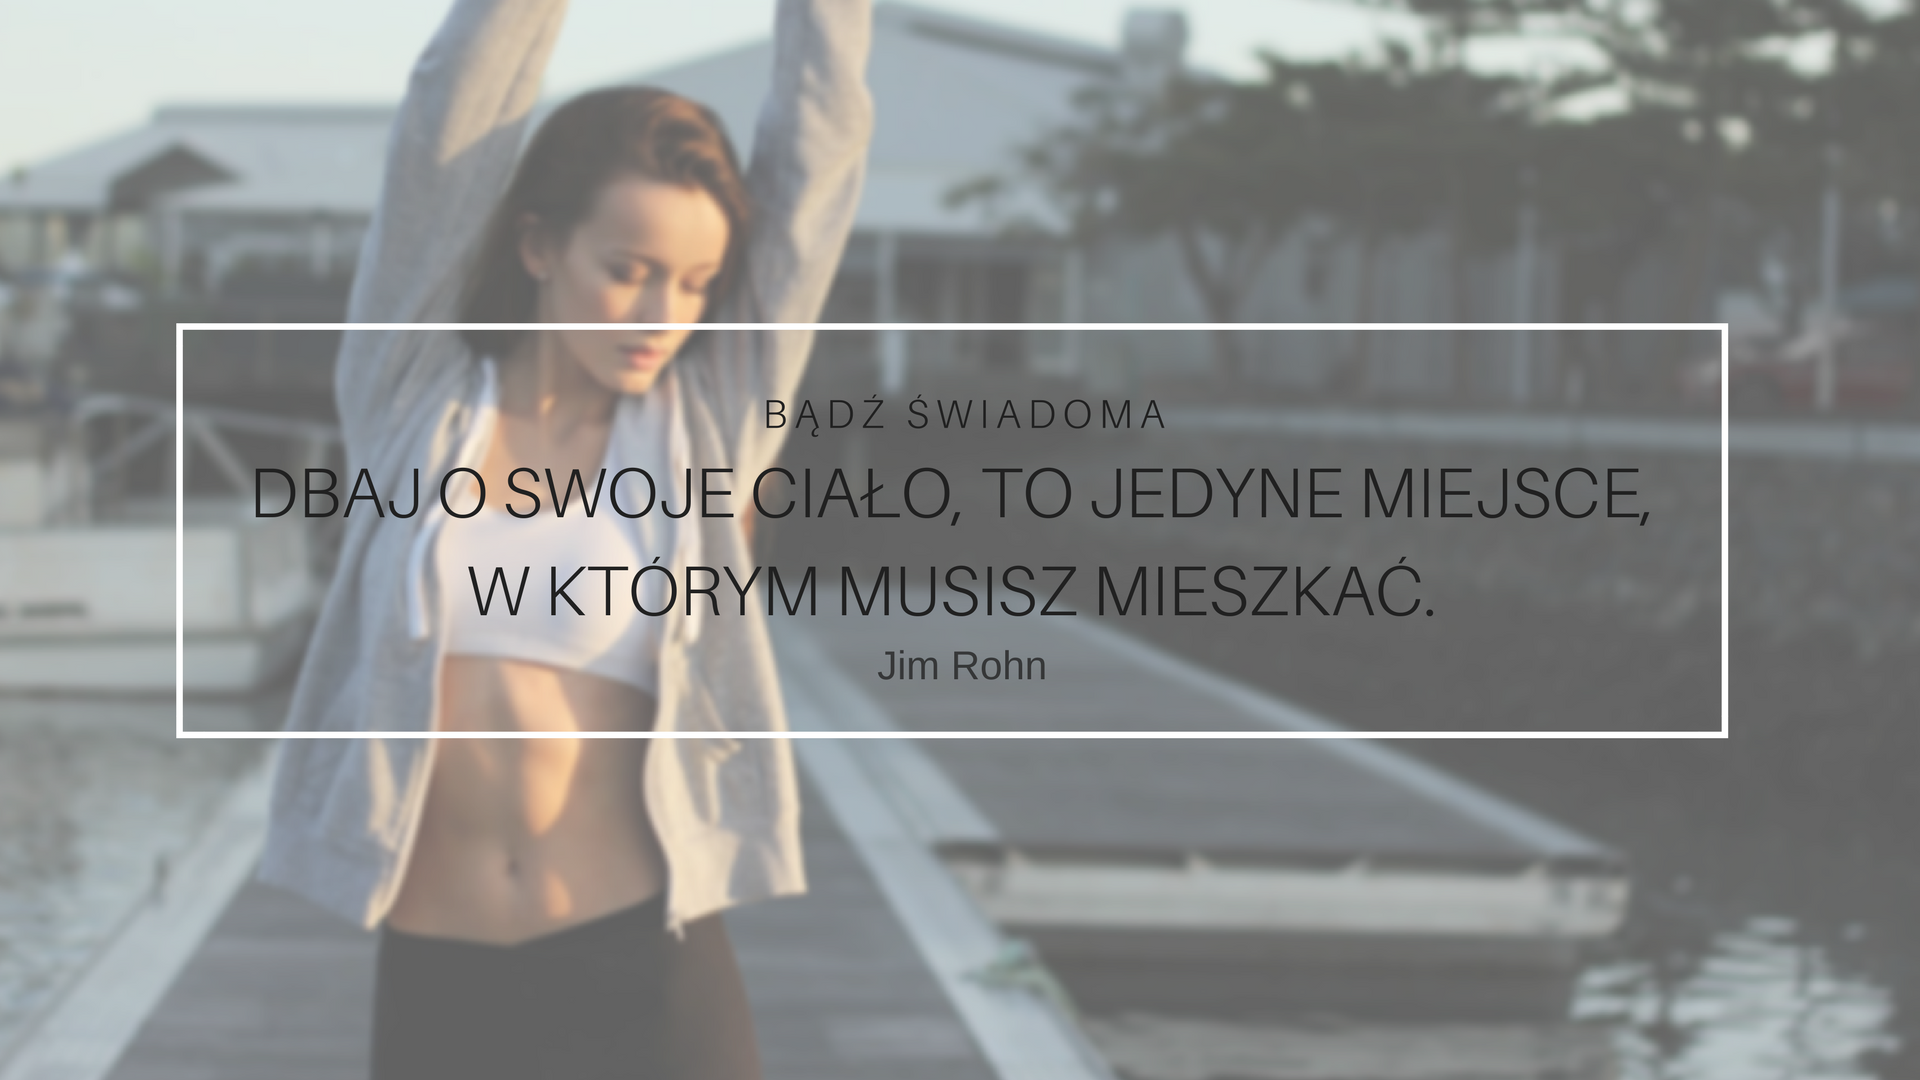 BĄDŹ ŚWIADOMA
DBAJ O SWOJE CIAŁO, TO JEDYNE MIEJSCE,
W KTÓRYM MUSISZ MIESZKAĆ.
Jim Rohn